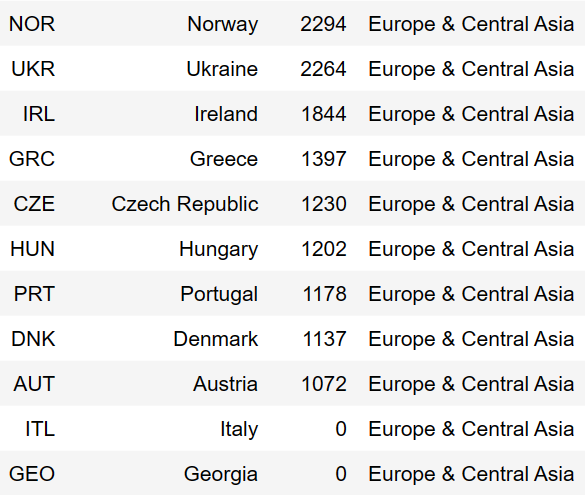 NOR Norway 2294 Europe & Central Asia
UKR Ukraine 2264 Europe & Central Asia
IRL Ireland 1844 Europe & Central Asia
GRC Greece 1397 Europe & Central Asia
CZE Czech Republic 1230 Europe & Central Asia
HUN Hungary 1202 Europe & Central Asia
PRT Portugal 1178 Europe & Central Asia
DNK Denmark 1137 Europe & Central Asia
AUT Austria 1072 Europe & Central Asia
ITL Italy 0 Europe & Central Asia
GEO Georgia 0 Europe & Central Asia